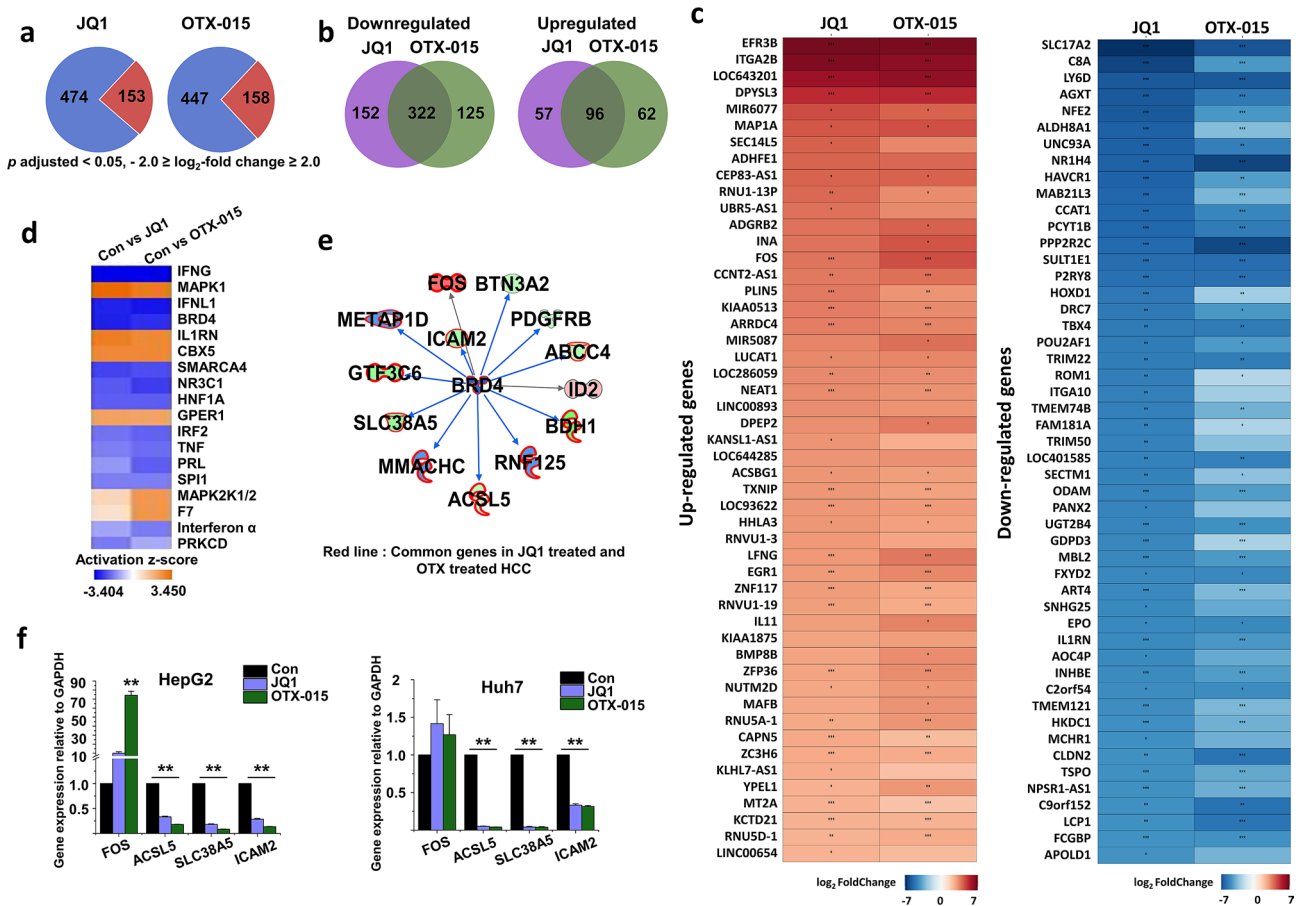 a
JQ1
OTX-015
474
153
447
158
p adjusted < 0.05, - 2.0 ≥ log2-fold change ≥ 2.0
b
Downregulated
JQ1 OTX-015
152
322
125
Upregulated
JQ1 OTX-015
57
96
62
c
JQ1
OTX-015
Up-regulated genes
EFR3B
ITGA2B
LOC643201
DPYSL3
MIR6077
MAP1A
SEC14L5
ADHFE1
CEP83-AS1
RNU1-13P
UBR5-AS1
ADGRB2
INA
FOS
CCNT2-AS1
PLIN5
KIAA0513
ARRDC4
MIR5087
LUCAT1
LOC286059
NEAT1
LINC00893
DPEP2
KANSL1-AS1
LOC644285
ACSBG1
TXNIP
LOC93622
HHLA3
RNVU1-3
LFNG
EGR1
ZNF117
RNVU1-19
IL11
KIAA1875
BMP8B
ZFP36
NUTM2D
MAFB
RNU5A-1
CAPN5
ZC3H6
KLHL7-AS1
YPEL1
MT2A
KCTD21
RNU5D-1
LINC00654
log2 FoldChange
-7 0 7
JQ1
OTX-015
Down-regulated genes
SLC17A2
C8A
LY6D
AGXT
NFE2
ALDH8A1
UNC93A
NR1H4
HAVCR1
MAB21L3
CCAT1
PCYT1B
PPP2R2C
SULT1E1
P2RY8
HOXD1
DRC7
TBX4
POU2AF1
TRIM22
ROM1
ITGA10
TMEM74B
FAM181A
TRIM50
LOC401585
SECTM1
ODAM
PANX2
UGT2B4
GDPD3
MBL2
FXYD2
ART4
SNHG25
EPO
IL1RN
AOC4P
INHBE
C2orf54
TMEM121
HKDC1
MCHR1
CLDN2
TSPO
NPSR1-AS1
C9orf152
LCP1
FCGBP
APOLD1
log2 FoldChange
-7 0 7
d
Con vs JQ1
Con vs OTX-015
IFNG
MAPK1
IFNL1
BRD4
IL1RN
CBX5
SMARCA4
NR3C1
HNF1A
GPER1
IRF2
TNF
PRL
SPI1
MAPK2K1/2
F7
Interferon α
PRKCD
Activation z-score
-3.404 3.450
e
FOS
BTN3A2
METAP1D
PDGFRB
ICAM2
ABCC4
GTF3C6
BRD4
ID2
SLC38A5
BDH1
MMACHC
RNF125
ACSL5
Red line : Common genes in JQ1 treated and
OTX treated HCC
f
Gene expression relative to GAPDH
HepG2
Con
JQ1
OTX-015
90
70
50
30
10
1.0
0.5
0.0
**
**
**
**
FOS
ACSL5
SLC38A5
ICAM2
Gene expression relative to GAPDH
Huh7
Con
JQ1
OTX-015
2
1.5
1.0
0.5
0.0
**
**
**
FOS
ACSL5
SLC38A5
ICAM2